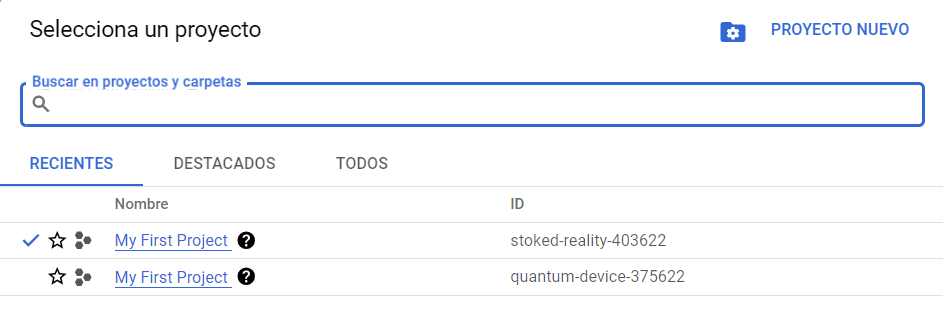 Selecciona un proyecto
PROYECTO NUEVO
Buscar en proyectos y carpetas
RECIENTES DESTACADOS TODOS
Nombre ID
My First Project ? stoked-reality-403622
My First Project ? quantum-device-375622